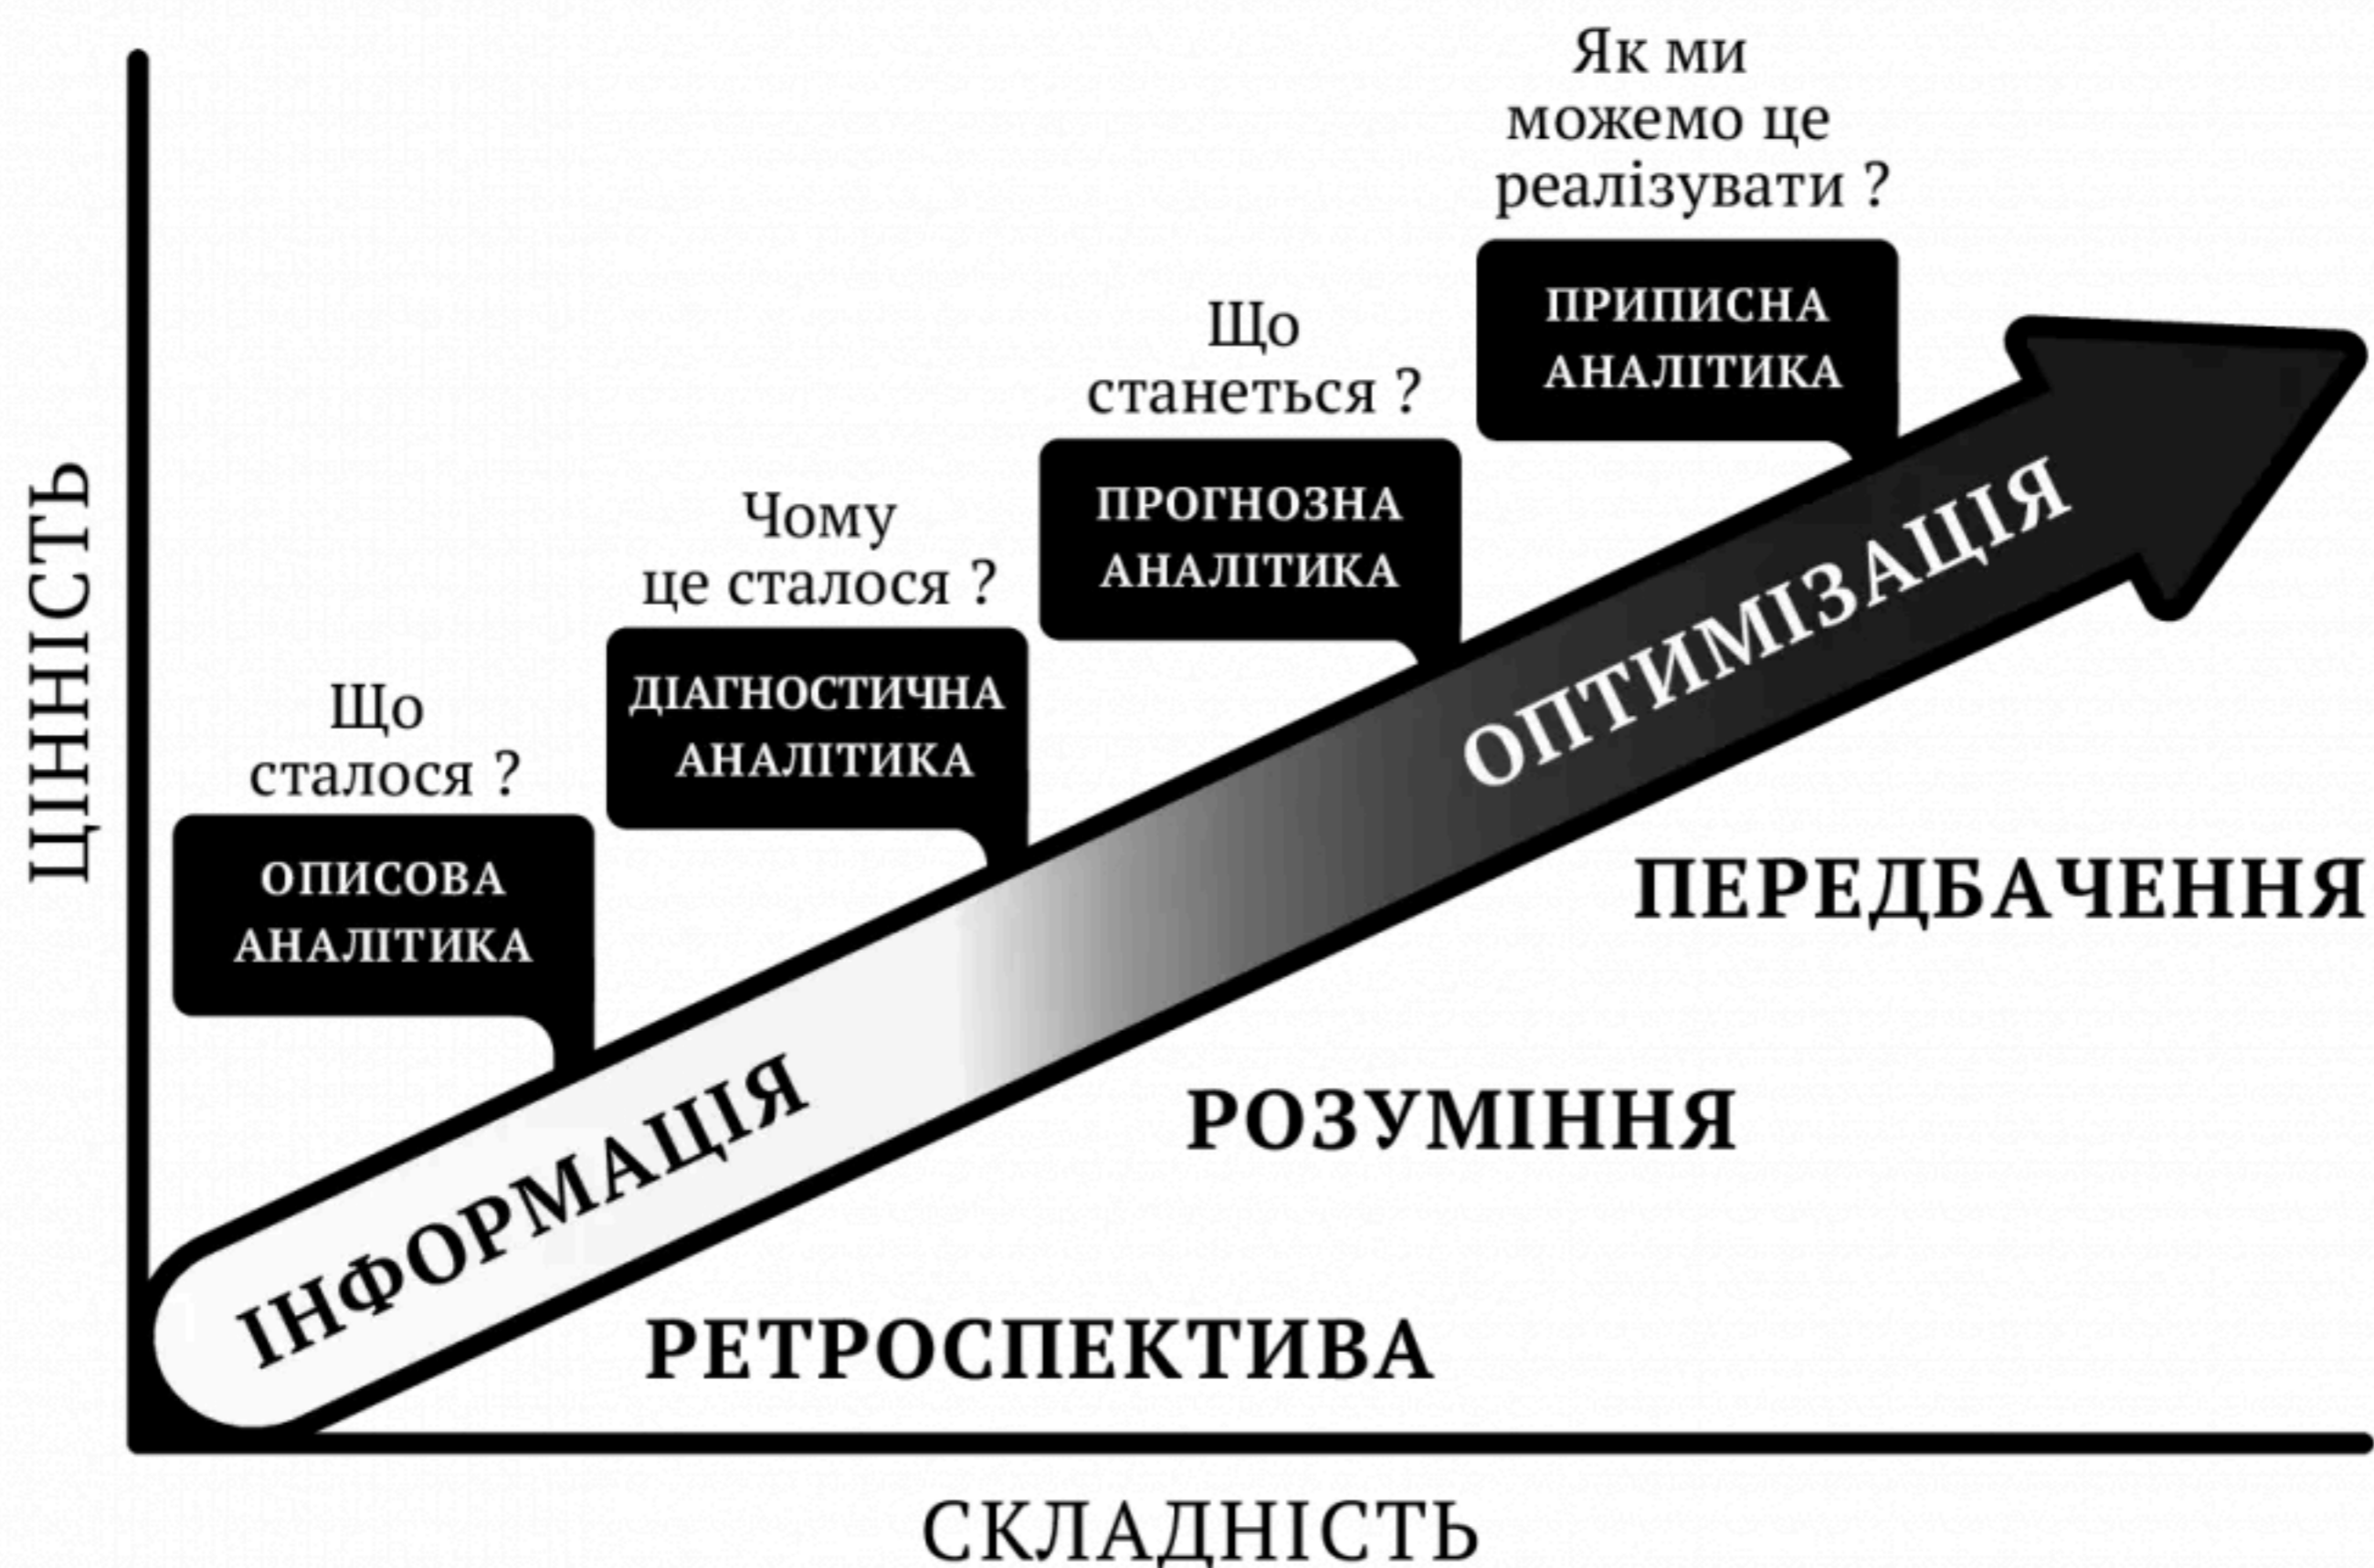 Як ми
можемо це
реалізувати ?
ПРИПИСНА
АНАЛІТИКА
Що
станеться ?
ПРОГНОЗНА
АНАЛІТИКА
Чому
це сталося ?
ДІАГНОСТИЧНА
АНАЛІТИКА
Що
сталося ?
ОПИСОВА
АНАЛІТИКА
ЦІННІСТЬ
ОПТИМІЗАЦІЯ
ІНФОРМАЦІЯ
ПЕРЕДБАЧЕННЯ
РОЗУМІННЯ
РЕТРОСПЕКТИВА
СКЛАДНІСТЬ